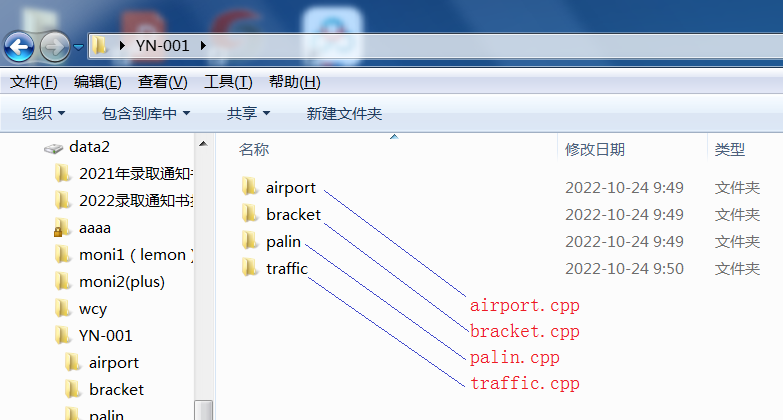 YN-001
文件(F) 编辑(E) 查看(V) 工具(T) 帮助(H)
组织 包含到库中 共享 新建文件夹
data2
2021年录取通知
2022录取通知书
aaaa
moni1（lemon）
moni2(plus)
wcy
YN-001
airport
bracket
palin
名称 修改日期 类型
airport 2022-10-24 9:49 文件夹
bracket 2022-10-24 9:49 文件夹
palin 2022-10-24 9:49 文件夹
traffic 2022-10-24 9:50 文件夹
airport.cpp
bracket.cpp
palin.cpp
traffic.cpp